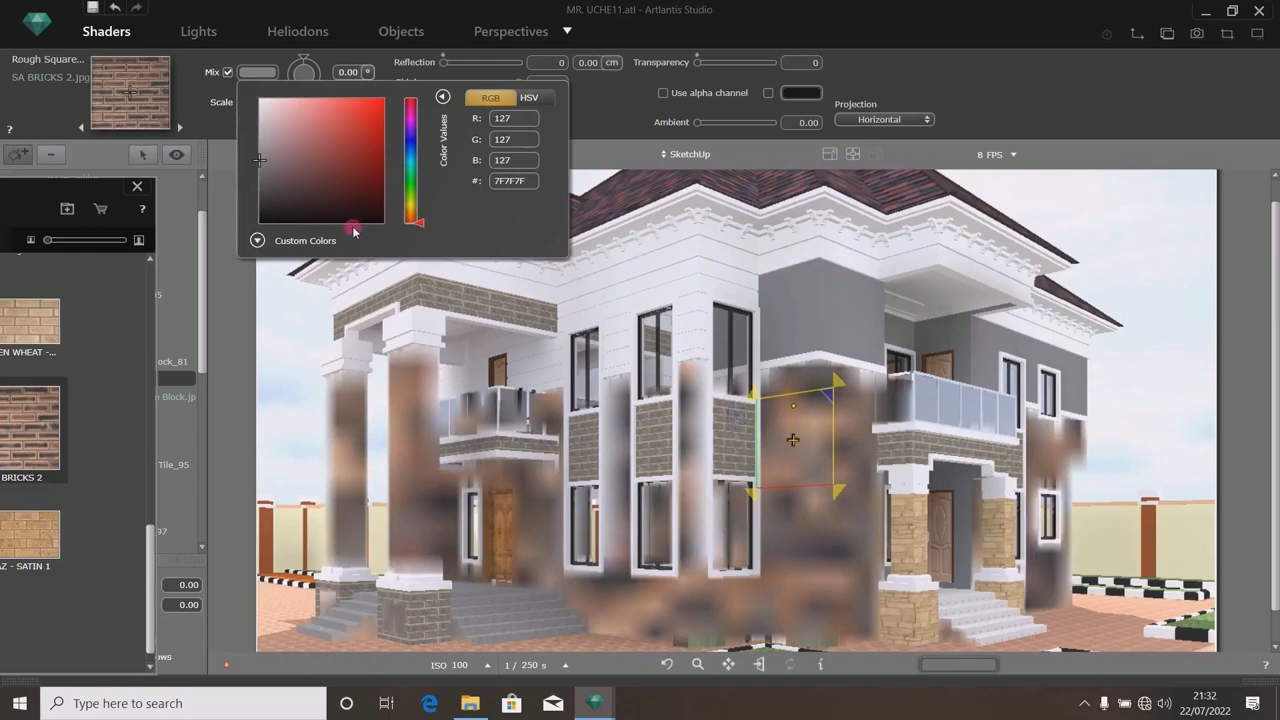 MR. UCHE11.atl - Artlantis Studio
Shaders
Lights
Heliodons
Objects
Perspectives
Rough Square...
SA BRICKS 2.jpg
Mix
0.00
°
Reflection
0
0.00
cm
Transparency
0
Scale
Use alpha channel
Projection
Ambient
0.00
Horizontal
?
RGB
HSV
R:
127
G:
127
B:
127
#:
7F7F7F
Color Values
Custom Colors
SketchUp
8 FPS
?
EN WHEAT -...
ock_81
Block.jp
BRICKS 2
Tile_95
97
AZ - SATIN 1
0.00
0.00
ows
ISO 100
1 / 250 s
?
Type here to search
21:32
22/07/2022